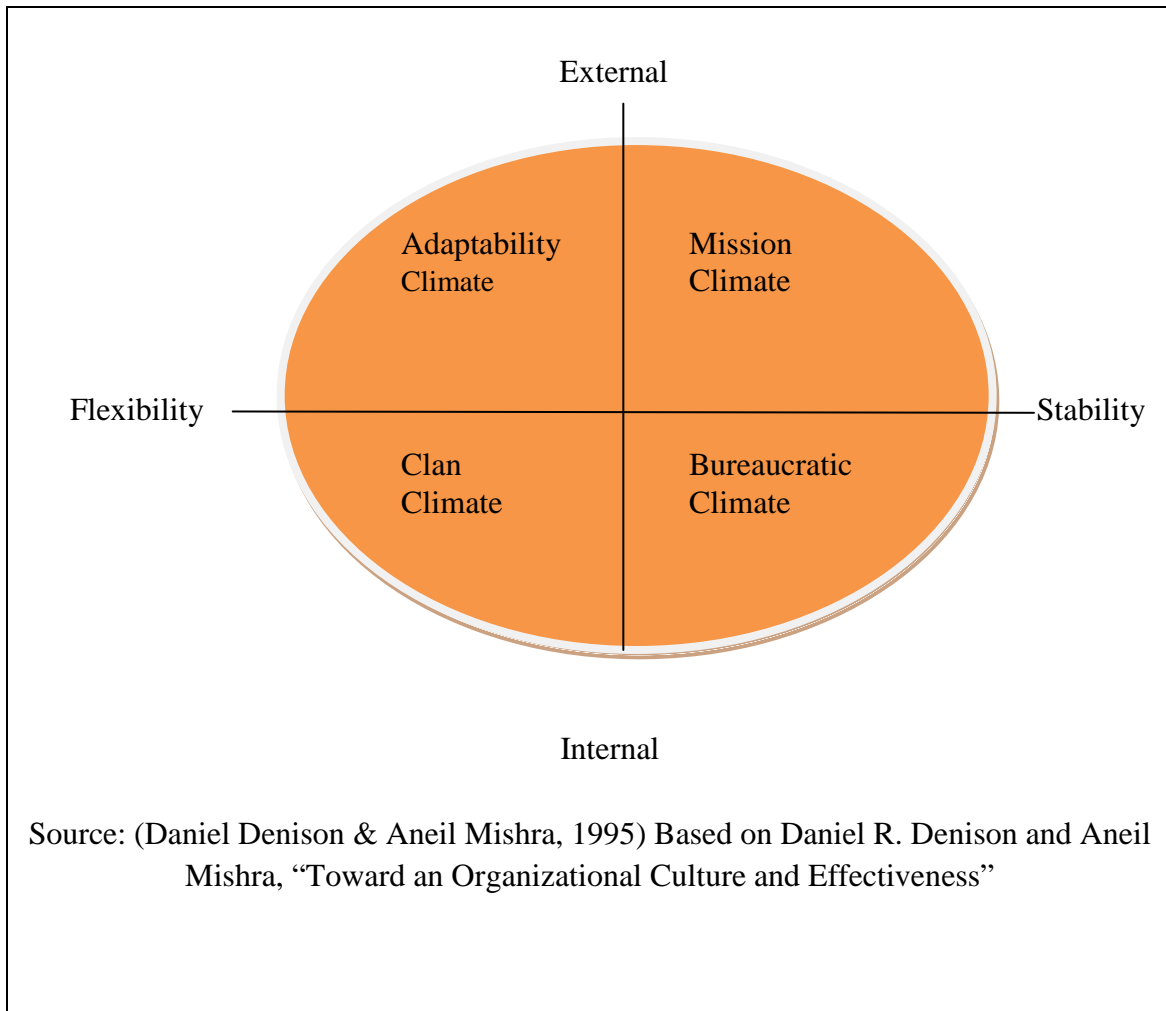 External
Adaptability
Climate
Mission
Climate
Flexibility
Stability
Clan
Climate
Bureaucratic
Climate
Internal
Source: (Daniel Denison & Aneil Mishra, 1995) Based on Daniel R. Denison and Aneil
Mishra, “Toward an Organizational Culture and Effectiveness”